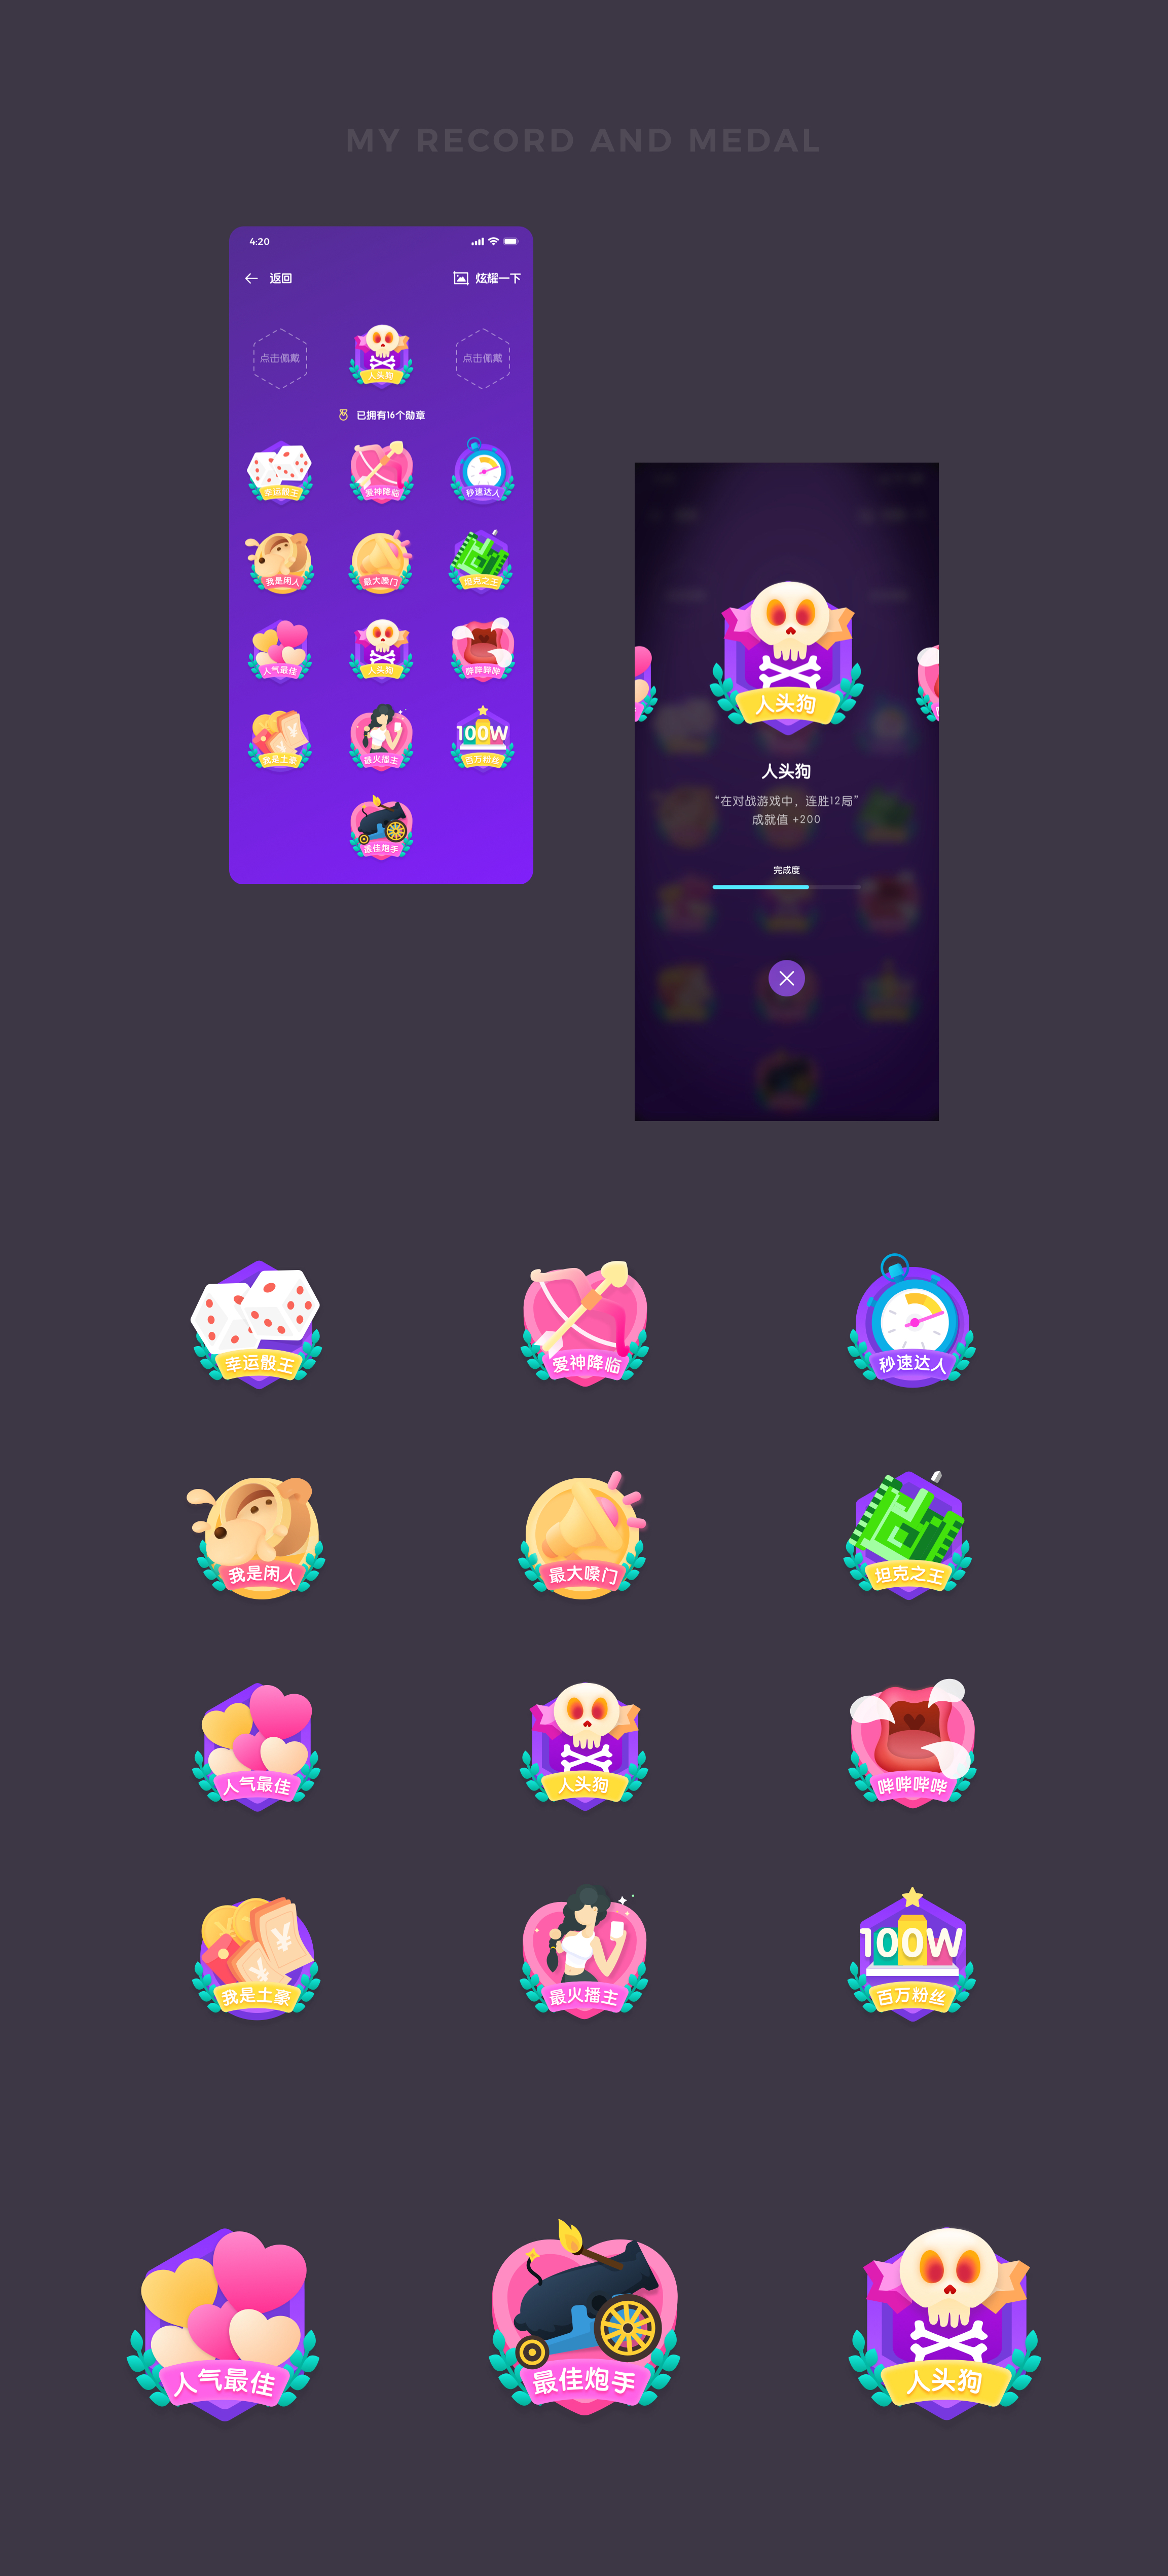 MY RECORD AND MEDAL
4:20
返回
炫耀一下
点击佩戴
人头狗
点击佩戴
已拥有16个勋章
幸运骰王
爱神降临
秒速达人
我是闲人
最大嗓门
坦克之王
人气最佳
人头狗
哔哔哔哔
¥
¥
我是土豪
最火播主
100W
百万粉丝
最佳炮手
人头狗
人头狗
“在对战游戏中，连胜12局”
成就值 +200
完成度
幸运骰王
爱神降临
秒速达人
我是闲人
最大嗓门
坦克之王
人气最佳
人头狗
哔哔哔哔
¥
¥
我是土豪
最火播主
100W
百万粉丝
人气最佳
最佳炮手
人头狗